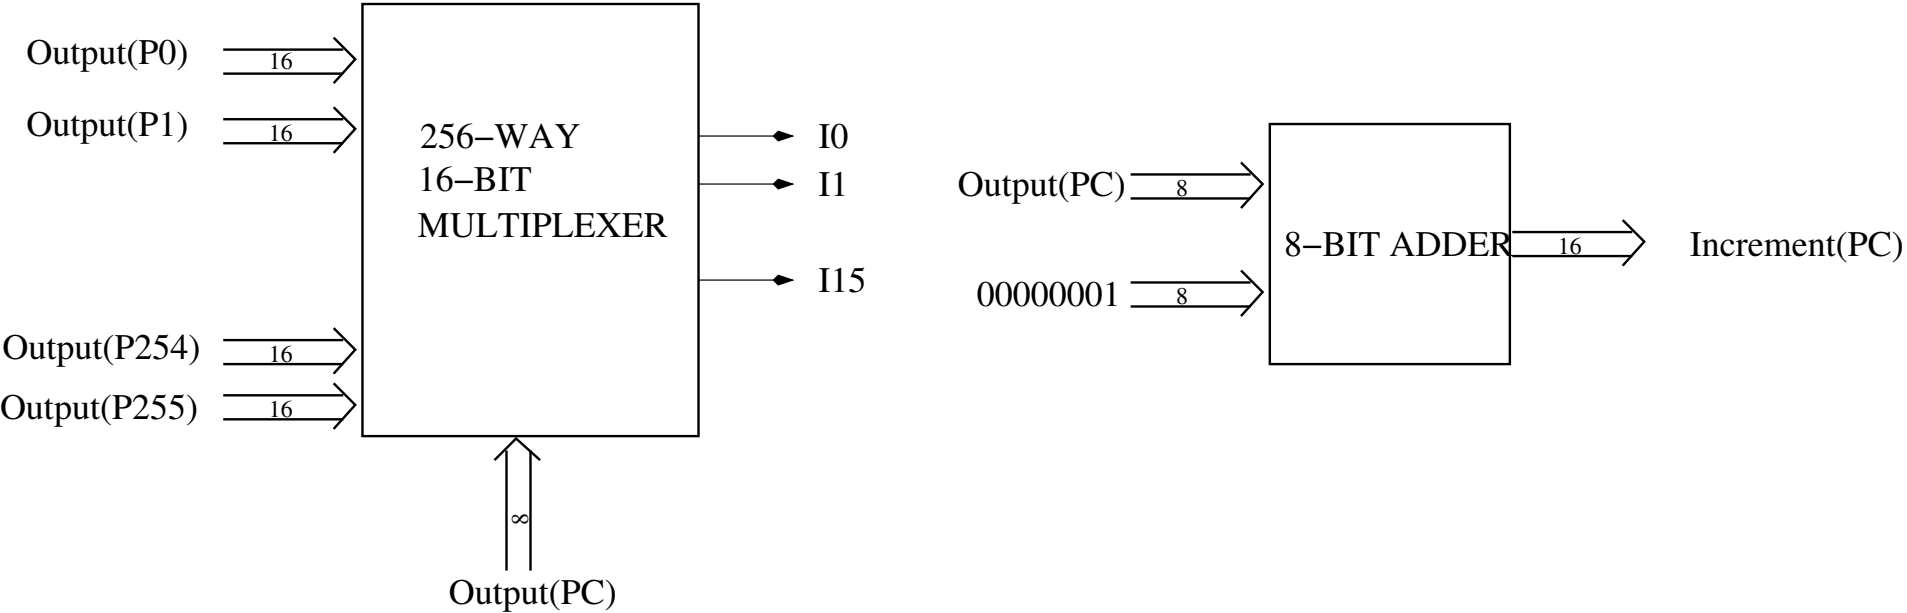 Output(P0)
16
Output(P1)
16
256−WAY
16−BIT
MULTIPLEXER
Output(P254)
16
Output(P255)
16
8
Output(PC)
I0
I1
I15
Output(PC)
8
00000001
8
8−BIT ADDER
16
Increment(PC)